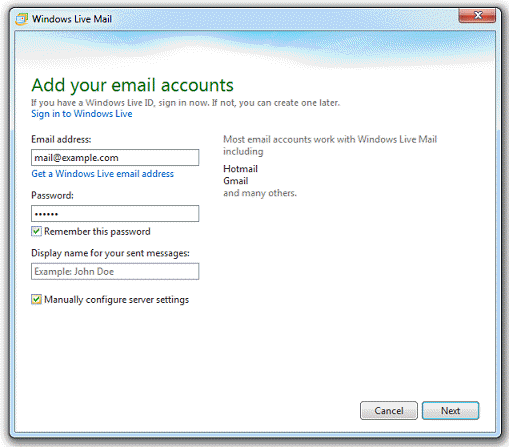 Windows Live Mail
Add your email accounts
If you have a Windows Live ID, sign in now. If not, you can create one later.
Sign in to Windows Live
Email address:
mail@example.com
Get a Windows Live email address
Password:
••••••
Remember this password
Display name for your sent messages:
Example: John Doe
Manually configure server settings
Most email accounts work with Windows Live Mail
including
Hotmail
Gmail
and many others.
Cancel
Next